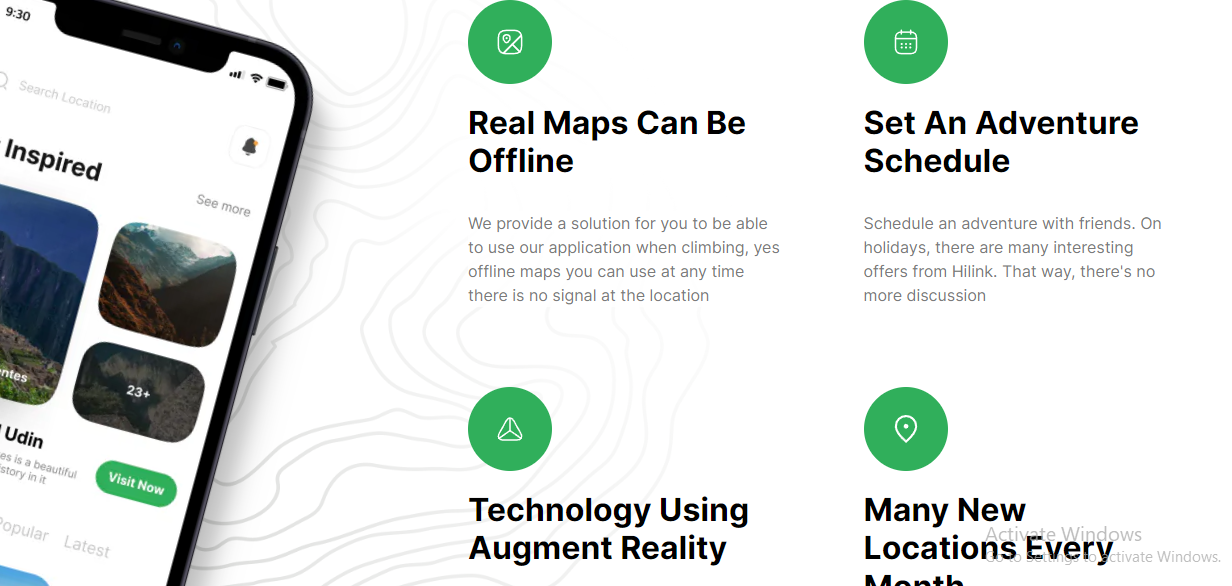 9:30
Search Location
Inspired
See more
23+
Udin
es is a beautiful
istory in it
Visit Now
Popular Latest
Real Maps Can Be
Offline
We provide a solution for you to be able
to use our application when climbing, yes
offline maps you can use at any time
there is no signal at the location
Set An Adventure
Schedule
Schedule an adventure with friends. On
holidays, there are many interesting
offers from Hilink. That way, there's no
more discussion
Technology Using
Augment Reality
Many New
Locations Every
Month
Activate Windows
Go to Settings to activate Windows.